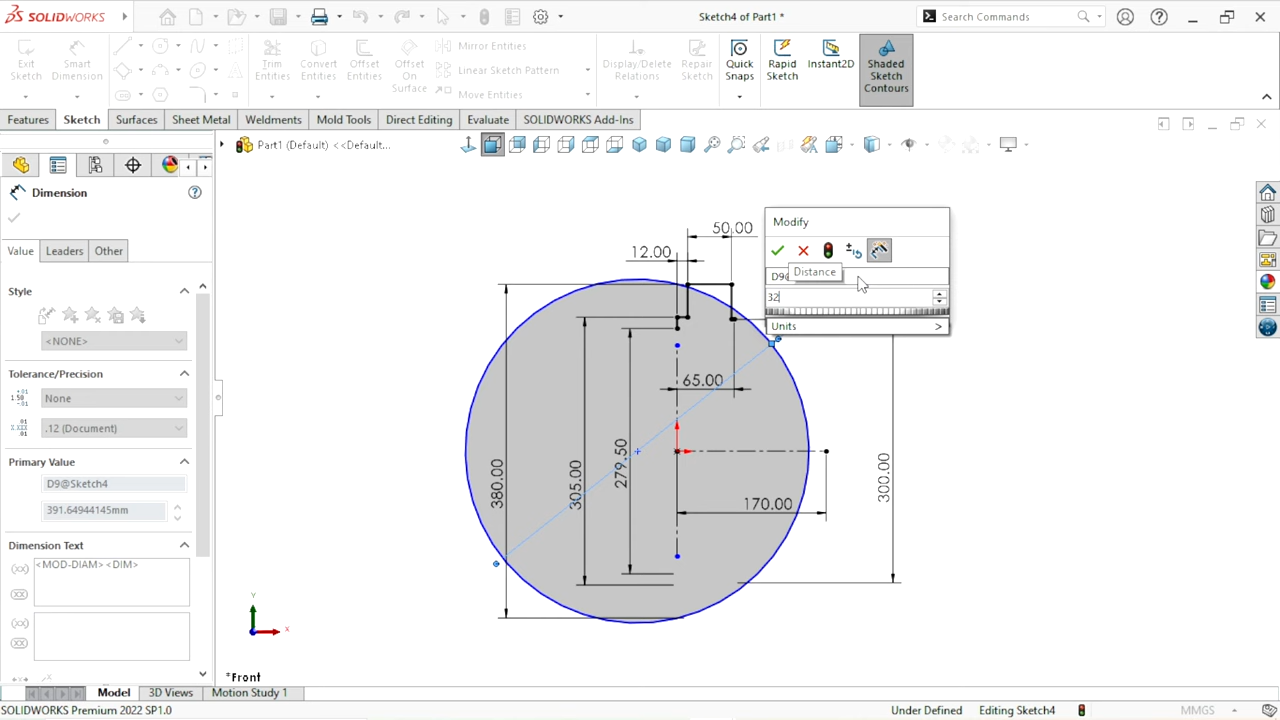 SOLIDWORKS
Sketch4 of Part1 *
Search Commands
Exit Sketch
Smart Dimension
Trim Entities
Convert Entities
Offset Entities
Offset On Surface
Mirror Entities
Linear Sketch Pattern
Move Entities
Display/Delete Relations
Repair Sketch
Quick Snaps
Rapid Sketch
Instant2D
Shaded Sketch Contours
Features
Sketch
Surfaces
Sheet Metal
Weldments
Mold Tools
Direct Editing
Evaluate
SOLIDWORKS Add-Ins
Part1 (Default) <<Default...
Dimension
Value
Leaders
Other
Style
<NONE>
Tolerance/Precision
None
.12 (Document)
Primary Value
D9@Sketch4
391.64944145mm
Dimension Text
<MOD-DIAM><DIM>
Modify
D9@
Distance
32
Units
50.00
12.00
65.00
380.00
305.00
279.50
170.00
300.00
Y
X
*Front
Model
3D Views
Motion Study 1
SOLIDWORKS Premium 2022 SP1.0
Under Defined
Editing Sketch4
MMGS